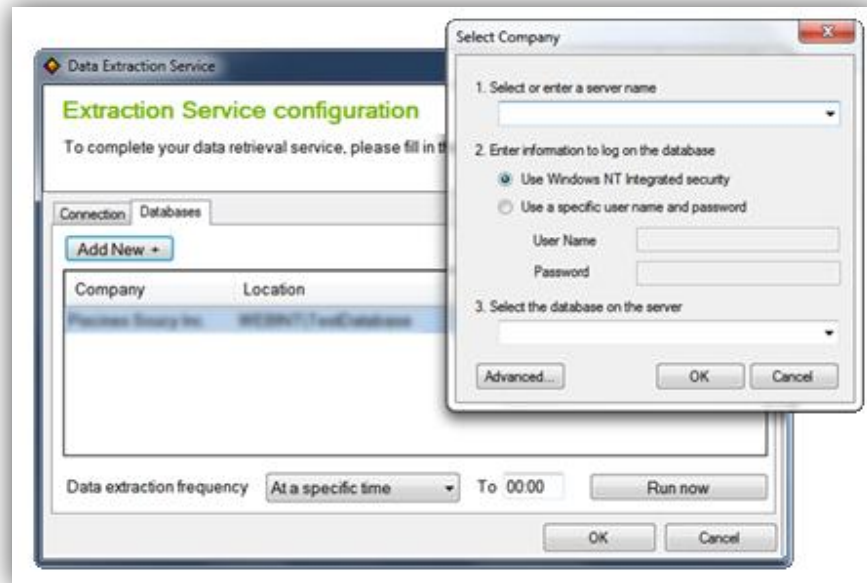 Data Extraction Service
Extraction Service configuration
To complete your data retrieval service, please fill in
Connection
Databases
Add New +
Company Location
Data extraction frequency
At a specific time
To 00:00
Run now
OK
Cancel
Select Company
1. Select or enter a server name
2. Enter information to log on the database
Use Windows NT Integrated security
Use a specific user name and password
User Name
Password
3. Select the database on the server
Advanced...
OK
Cancel